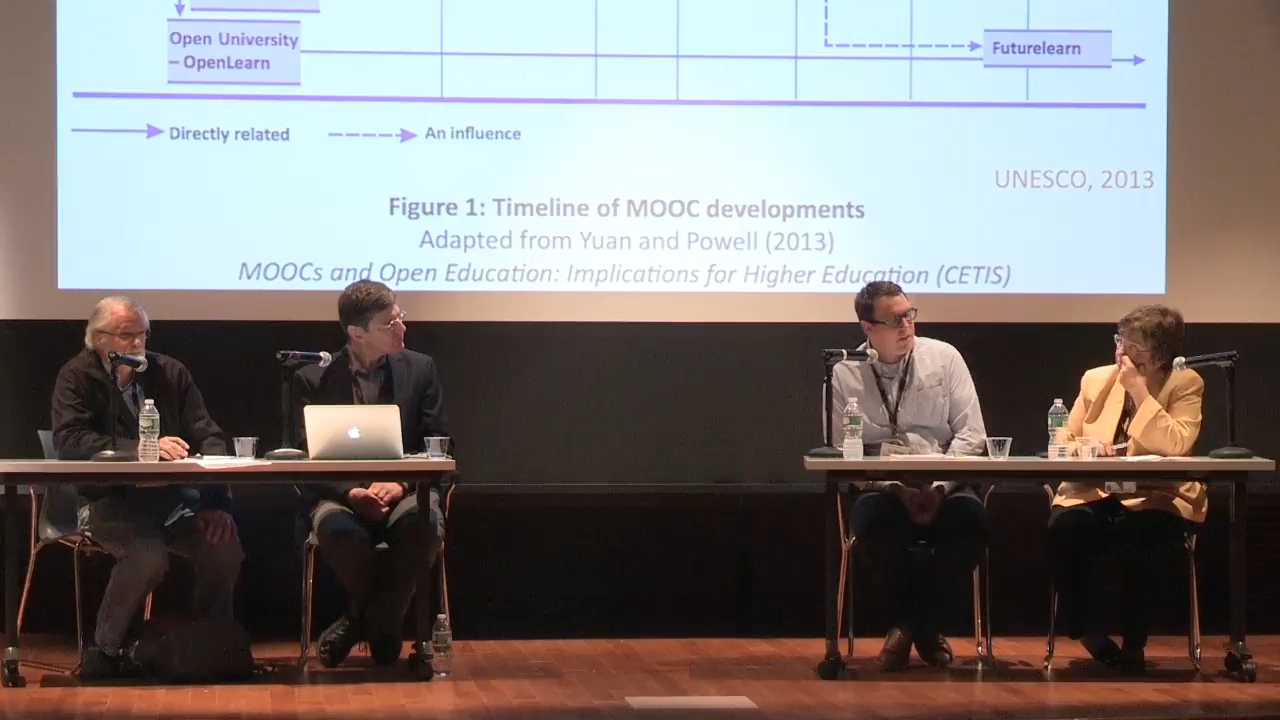 Open University
– OpenLearn
Futurelearn
Directly related
An influence
UNESCO, 2013
Figure 1: Timeline of MOOC developments
Adapted from Yuan and Powell (2013)
MOOCs and Open Education: Implications for Higher Education (CETIS)